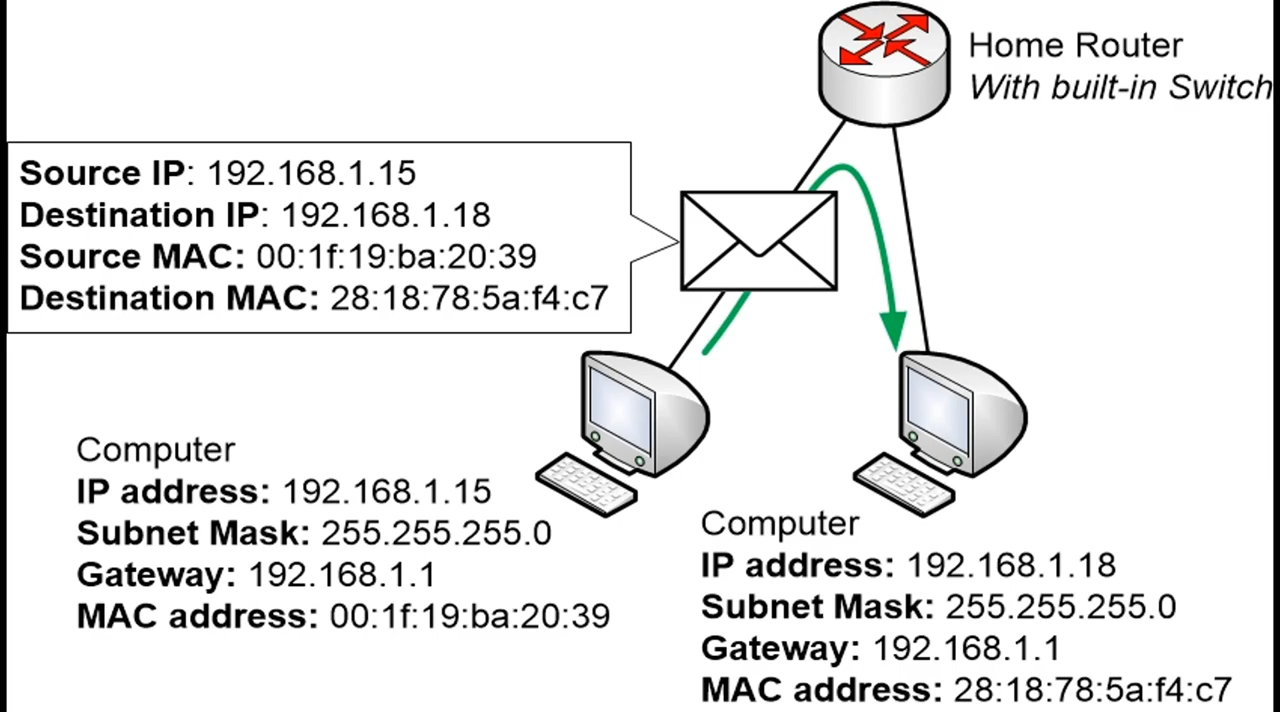 Home Router
With built-in Switch
Source IP: 192.168.1.15
Destination IP: 192.168.1.18
Source MAC: 00:1f:19:ba:20:39
Destination MAC: 28:18:78:5a:f4:c7
Computer
IP address: 192.168.1.15
Subnet Mask: 255.255.255.0
Gateway: 192.168.1.1
MAC address: 00:1f:19:ba:20:39
Computer
IP address: 192.168.1.18
Subnet Mask: 255.255.255.0
Gateway: 192.168.1.1
MAC address: 28:18:78:5a:f4:c7